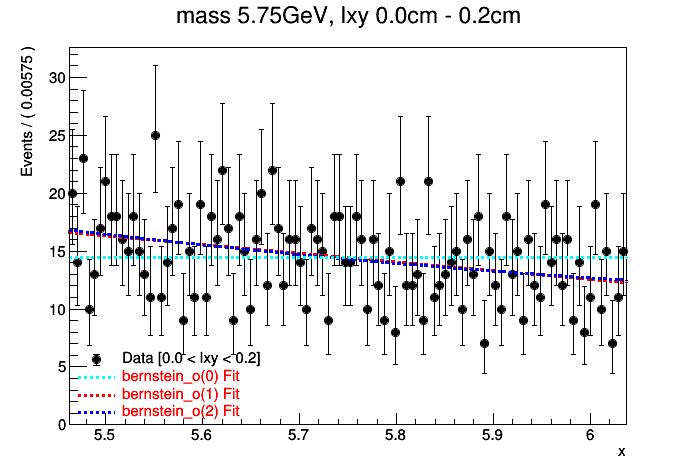 mass 5.75GeV, lxy 0.0cm - 0.2cm
Events / ( 0.00575 )
30
25
20
15
10
5
0
Data [0.0 < lxy < 0.2]
bernstein_o(0) Fit
bernstein_o(1) Fit
bernstein_o(2) Fit
5.5 5.6 5.7 5.8 5.9 6
x